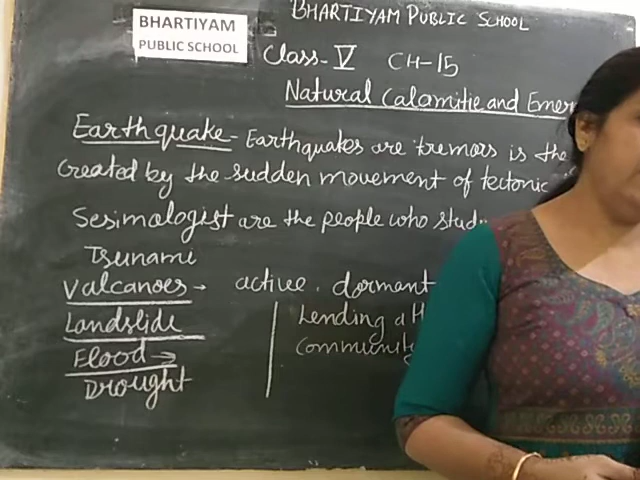 BHARTIYAM
PUBLIC SCHOOL
BHARTIYAM PUBLIC SCHOOL
Class-V CH-15
Natural Calamitie and Emer
Earthquake - Earthquakes are tremors is the
created by the sudden movement of tectonic
Sesimalogist are the people who stud
Tsunami
Valcanoes - active, dormant
Landslide
Flood →
Drought
Lending a H
Community